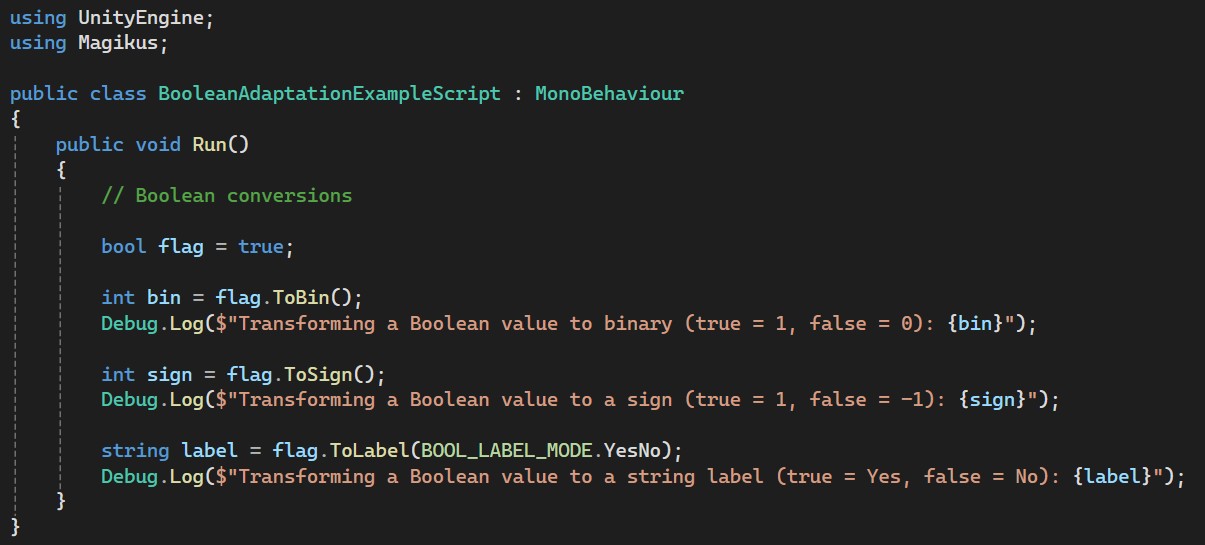 using UnityEngine;
using Magikus;

public class BooleanAdaptationExampleScript : MonoBehaviour
{
    public void Run()
    {
        // Boolean conversions

        bool flag = true;

        int bin = flag.ToBin();
        Debug.Log($"Transforming a Boolean value to binary (true = 1, false = 0): {bin}");

        int sign = flag.ToSign();
        Debug.Log($"Transforming a Boolean value to a sign (true = 1, false = -1): {sign}");

        string label = flag.ToLabel(BOOL_LABEL_MODE.YesNo);
        Debug.Log($"Transforming a Boolean value to a string label (true = Yes, false = No): {label}");
    }
}